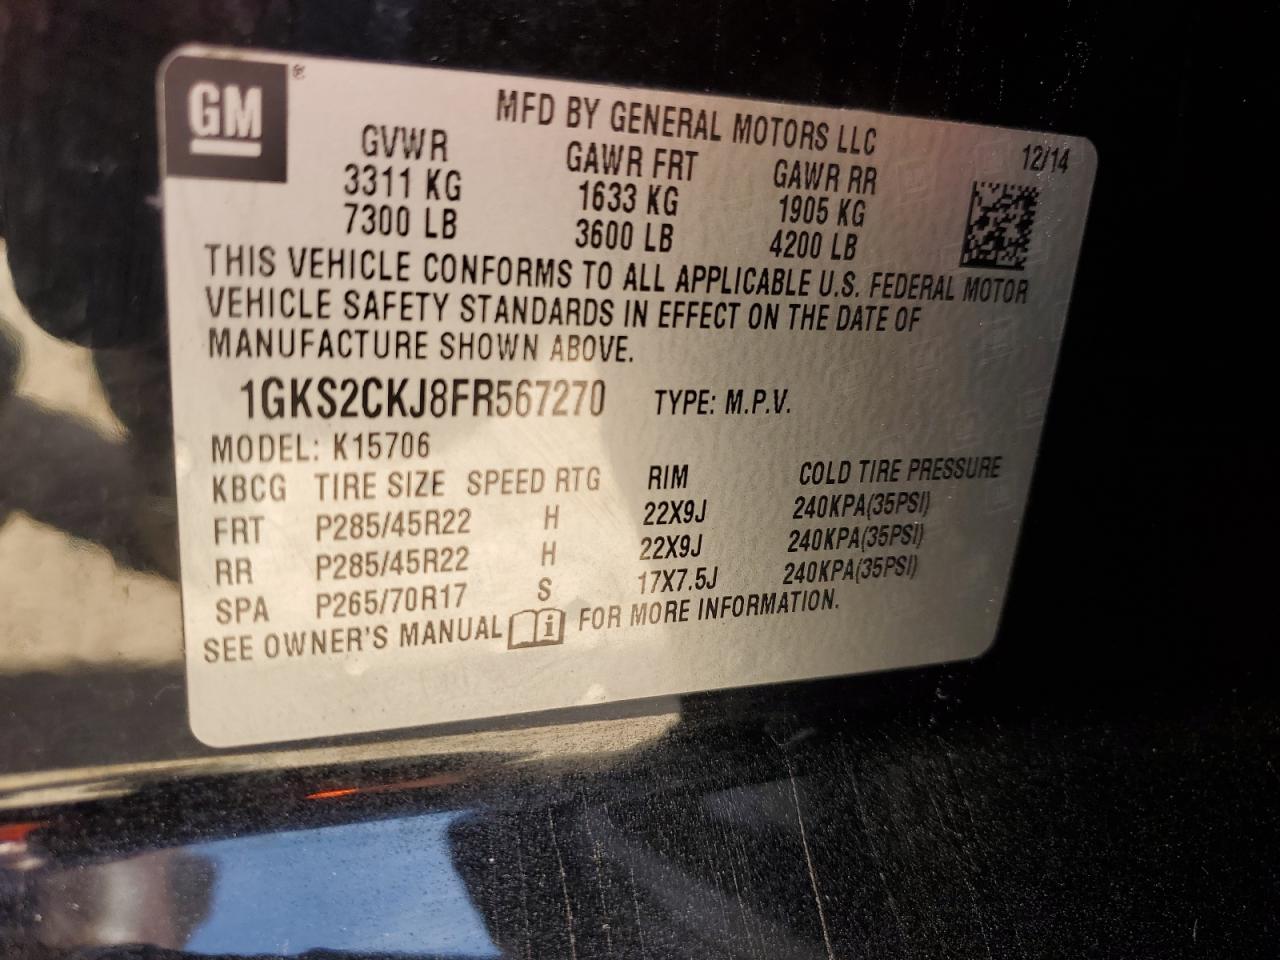 GM ®
MFD BY GENERAL MOTORS LLC
12/14
GVWR GAWR FRT GAWR RR
3311 KG 1633 KG 1905 KG
7300 LB 3600 LB 4200 LB
THIS VEHICLE CONFORMS TO ALL APPLICABLE U.S. FEDERAL MOTOR
VEHICLE SAFETY STANDARDS IN EFFECT ON THE DATE OF
MANUFACTURE SHOWN ABOVE.
1GKS2CKJ8FR567270 TYPE: M.P.V.
MODEL: K15706
KBCG TIRE SIZE SPEED RTG RIM COLD TIRE PRESSURE
FRT P285/45R22 H 22X9J 240KPA(35PSI)
RR P285/45R22 H 22X9J 240KPA(35PSI)
SPA P265/70R17 S 17X7.5J 240KPA(35PSI)
SEE OWNER'S MANUAL i FOR MORE INFORMATION.